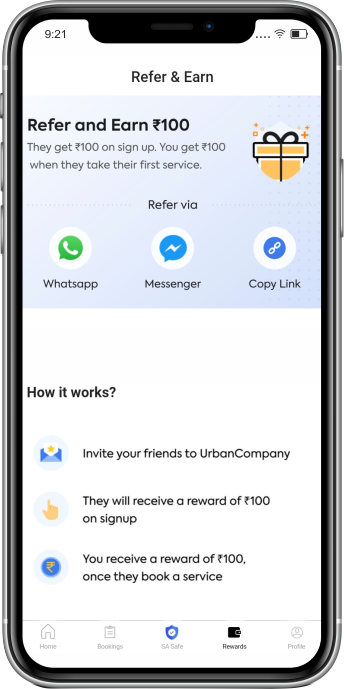 9:21
Refer & Earn
Refer and Earn ₹100
They get ₹100 on sign up. You get ₹100
when they take their first service.
Refer via
Whatsapp Messenger Copy Link
How it works?
Invite your friends to UrbanCompany
They will receive a reward of ₹100
on signup
You receive a reward of ₹100,
once they book a service
Home Bookings SA Safe Rewards Profile